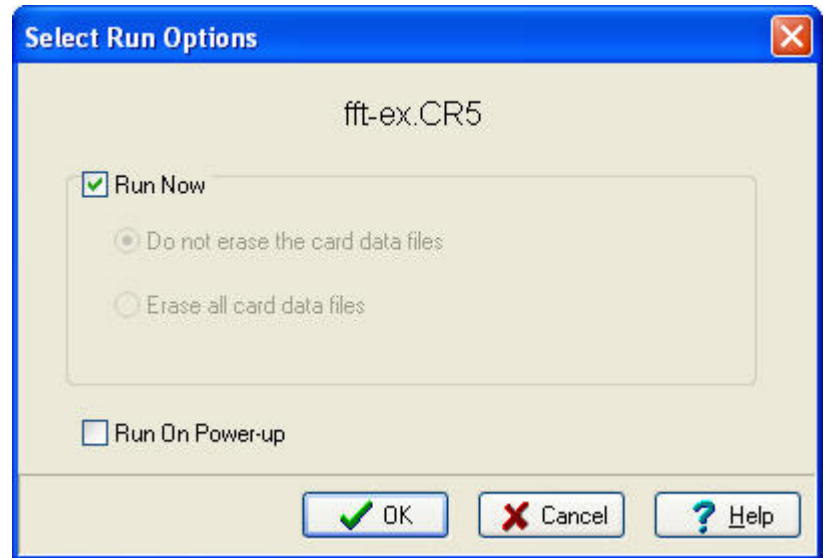 Select Run Options
fft-ex.CR5
Run Now
Do not erase the card data files
Erase all card data files
Run On Power-up
OK Cancel Help